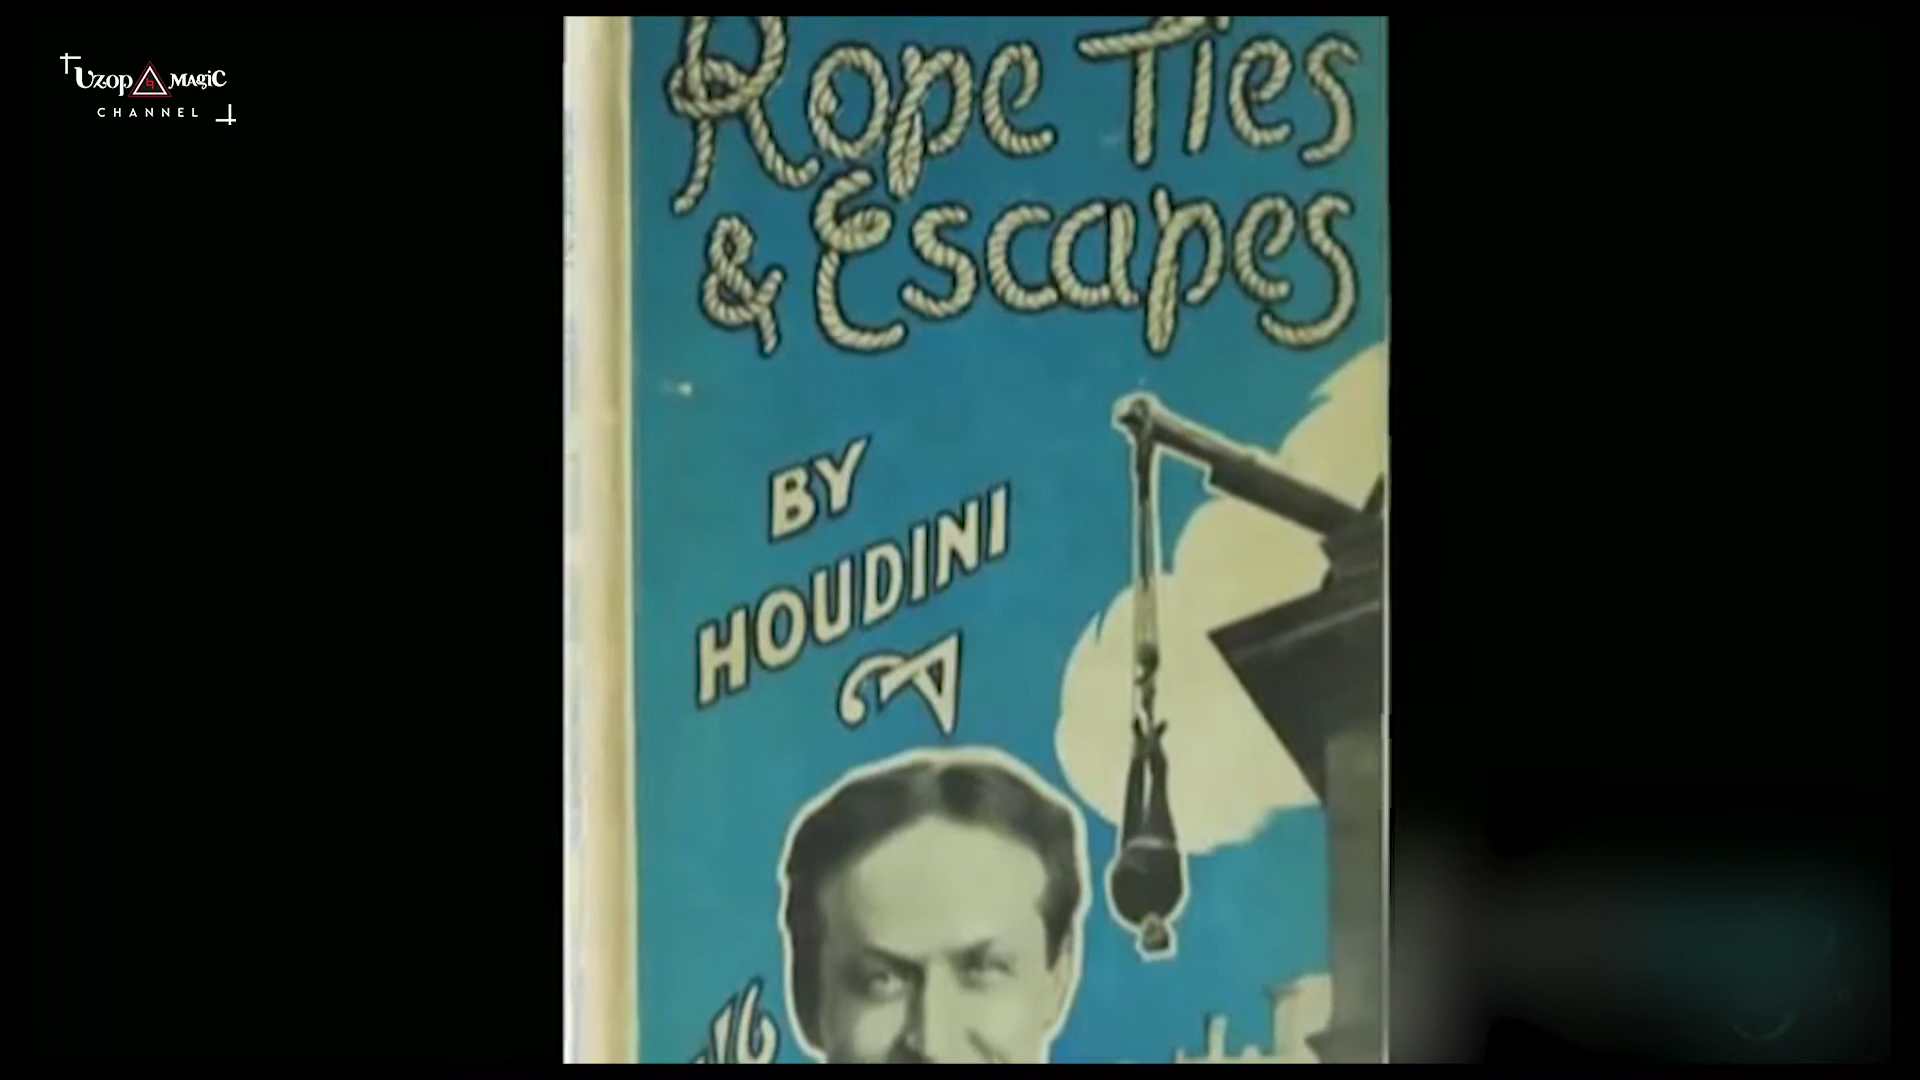 Uzop MAGIC
CHANNEL
Rope Ties
& Escapes
BY
HOUDINI